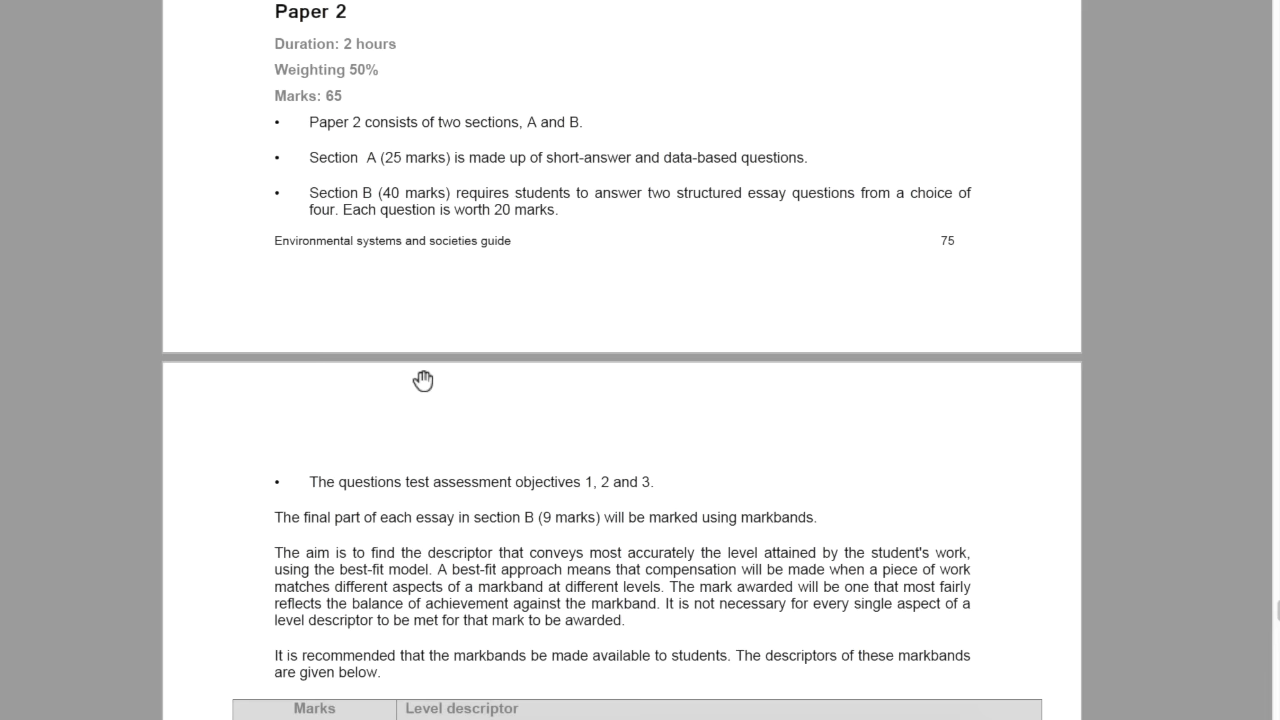 Paper 2
Duration: 2 hours
Weighting 50%
Marks: 65
• Paper 2 consists of two sections, A and B.
• Section A (25 marks) is made up of short-answer and data-based questions.
• Section B (40 marks) requires students to answer two structured essay questions from a choice of
four. Each question is worth 20 marks.
Environmental systems and societies guide 75
• The questions test assessment objectives 1, 2 and 3.
The final part of each essay in section B (9 marks) will be marked using markbands.
The aim is to find the descriptor that conveys most accurately the level attained by the student's work,
using the best-fit model. A best-fit approach means that compensation will be made when a piece of work
matches different aspects of a markband at different levels. The mark awarded will be one that most fairly
reflects the balance of achievement against the markband. It is not necessary for every single aspect of a
level descriptor to be met for that mark to be awarded.
It is recommended that the markbands be made available to students. The descriptors of these markbands
are given below.
Marks Level descriptor